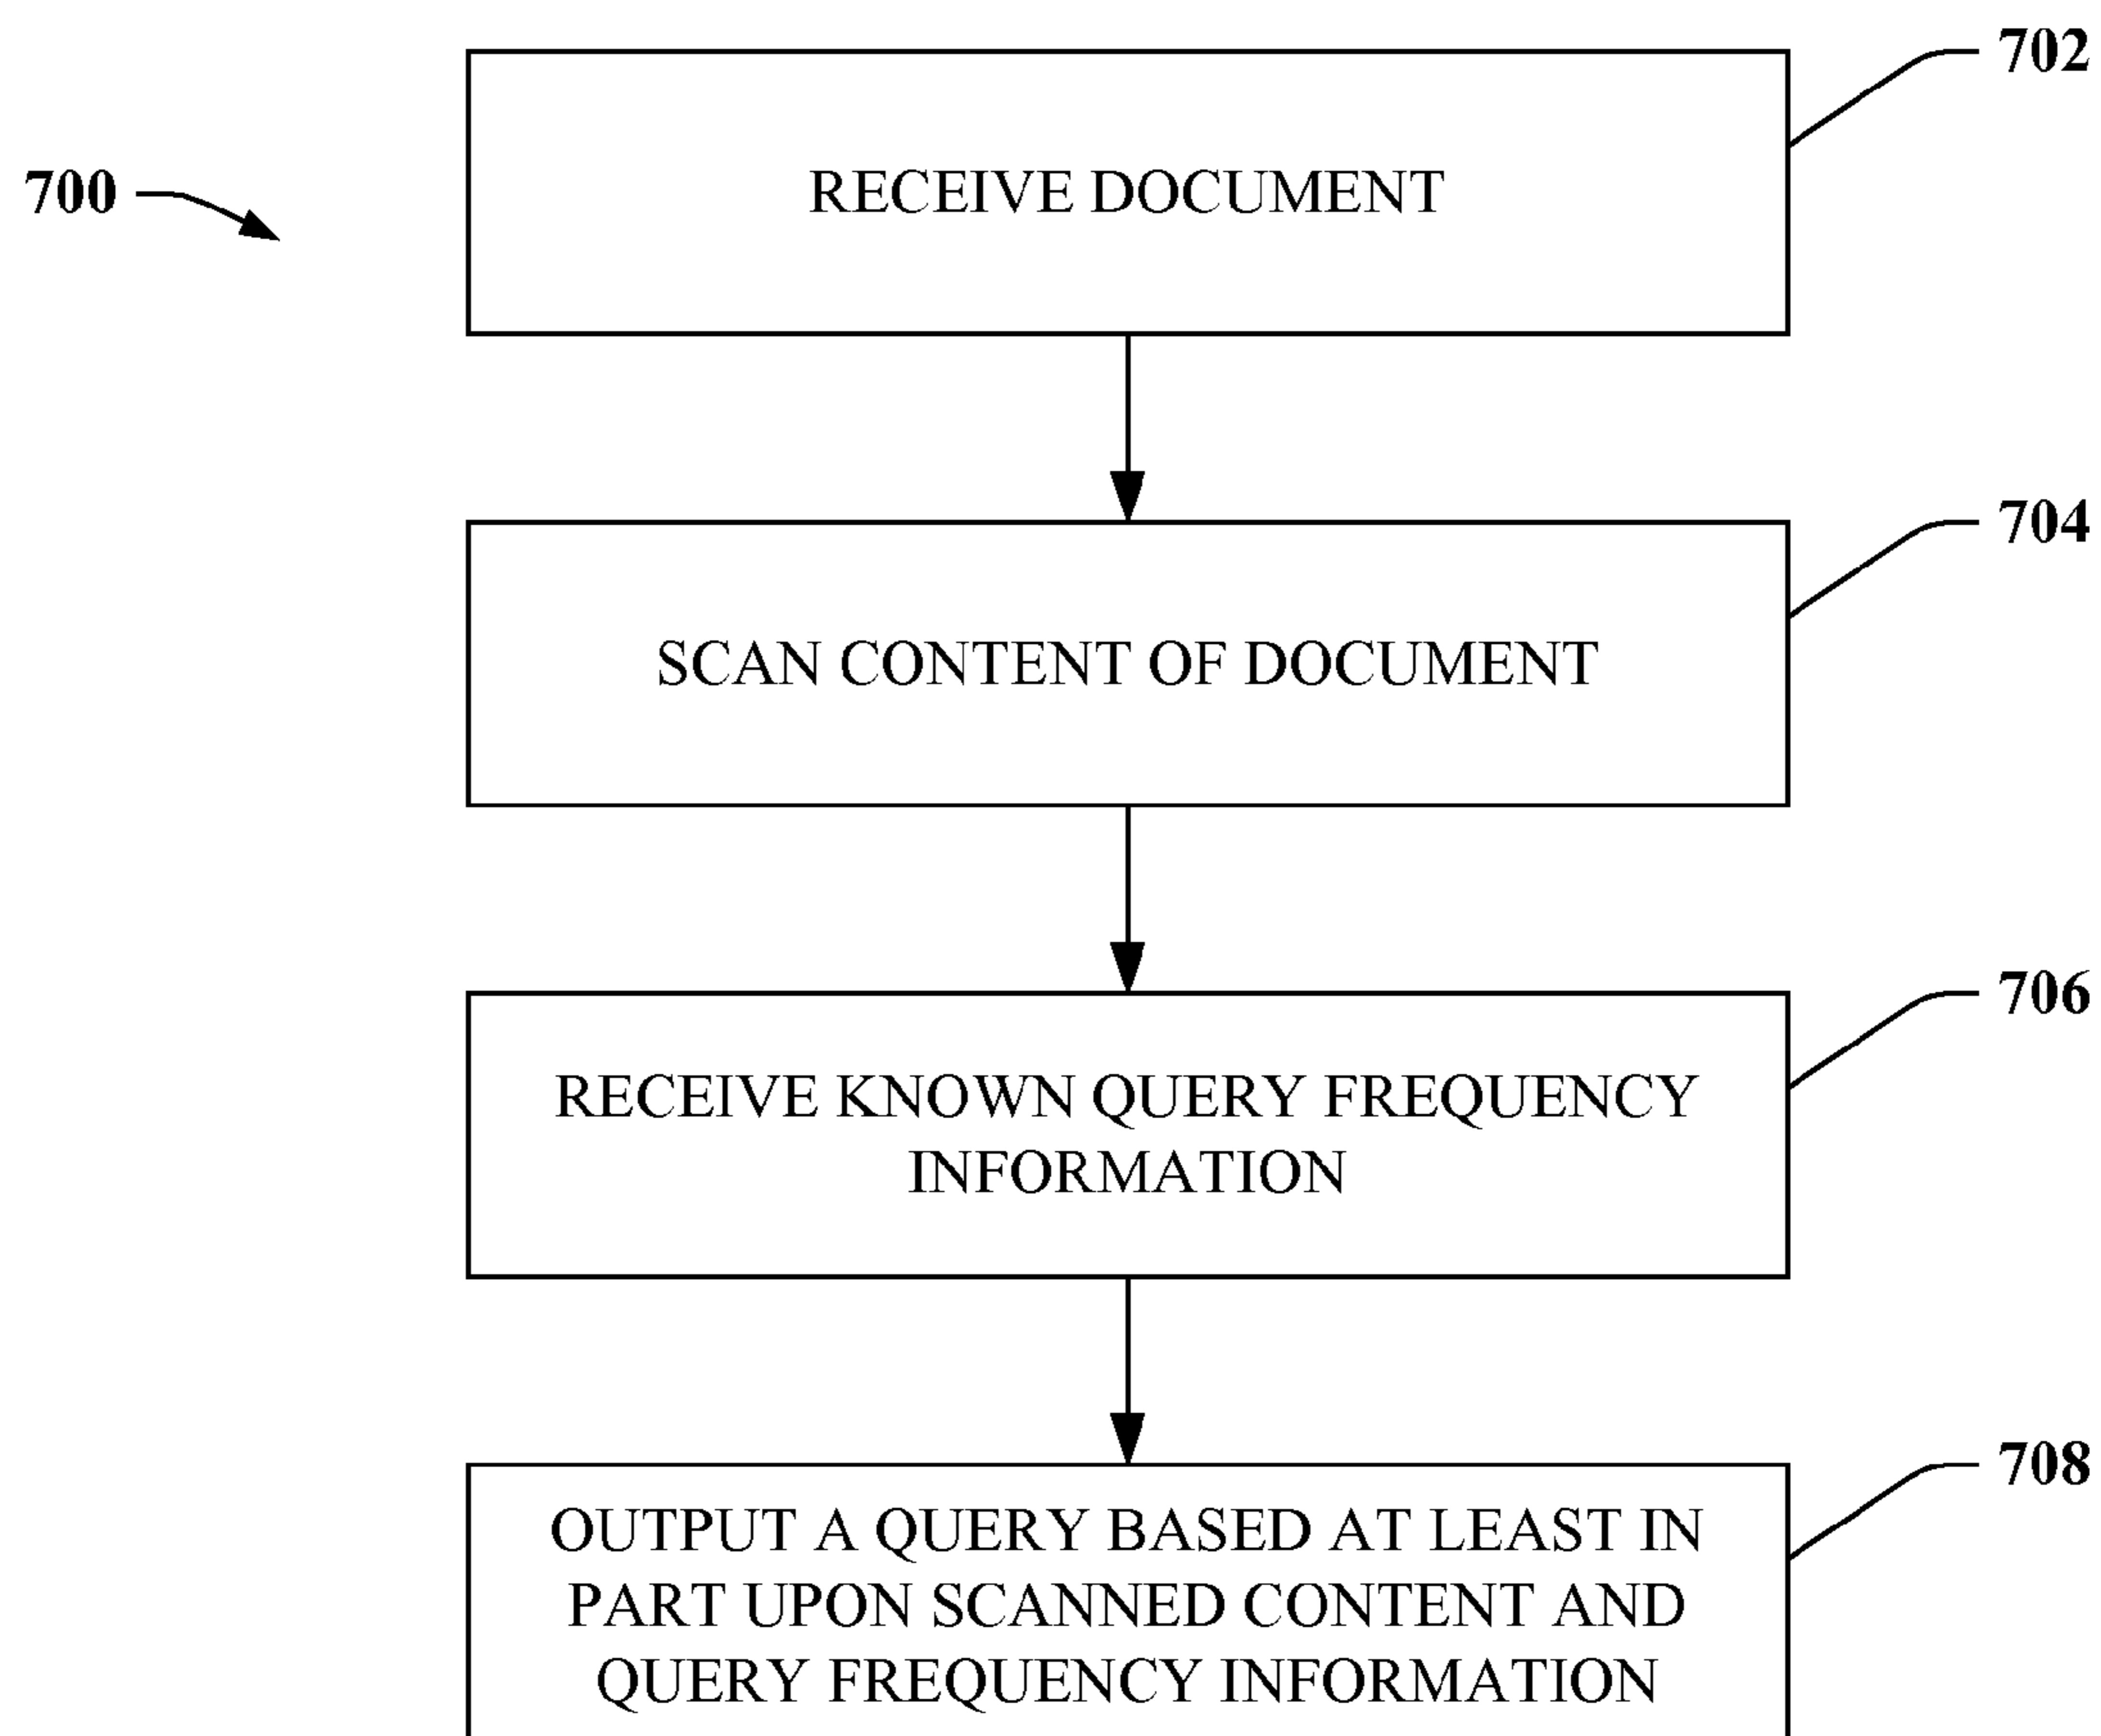 702
700
RECEIVE DOCUMENT
704
SCAN CONTENT OF DOCUMENT
706
RECEIVE KNOWN QUERY FREQUENCY
INFORMATION
708
OUTPUT A QUERY BASED AT LEAST IN
PART UPON SCANNED CONTENT AND
QUERY FREQUENCY INFORMATION